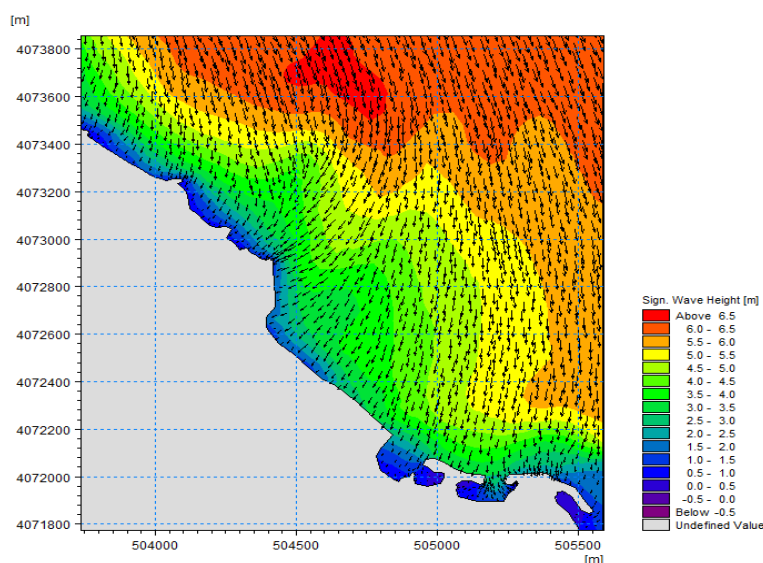 [m]
4073800
4073600
4073400
4073200
4073000
4072800
4072600
4072400
4072200
4072000
4071800
504000 504500 505000 505500
[m]
Sign. Wave Height [m]
Above 6.5
6.0 - 6.5
5.5 - 6.0
5.0 - 5.5
4.5 - 5.0
4.0 - 4.5
3.5 - 4.0
3.0 - 3.5
2.5 - 3.0
2.0 - 2.5
1.5 - 2.0
1.0 - 1.5
0.5 - 1.0
0.0 - 0.5
-0.5 - 0.0
Below -0.5
Undefined Value